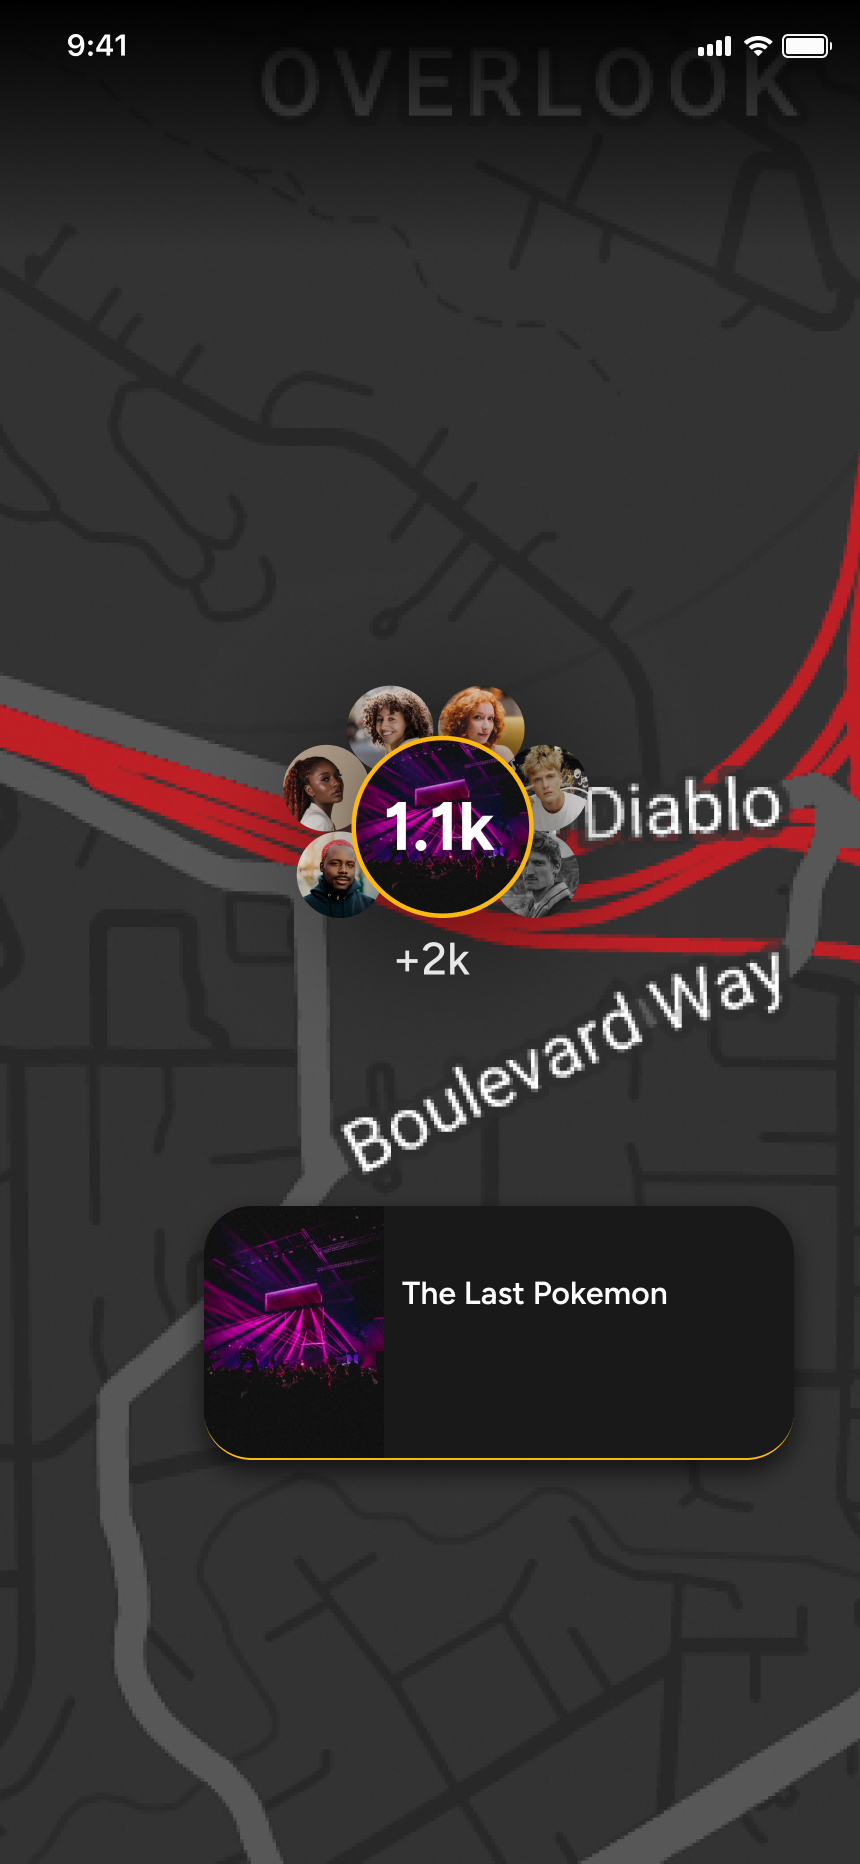 9:41
OVERLOOK
1.1k
Diablo
+2k
Boulevard Way
The Last Pokemon